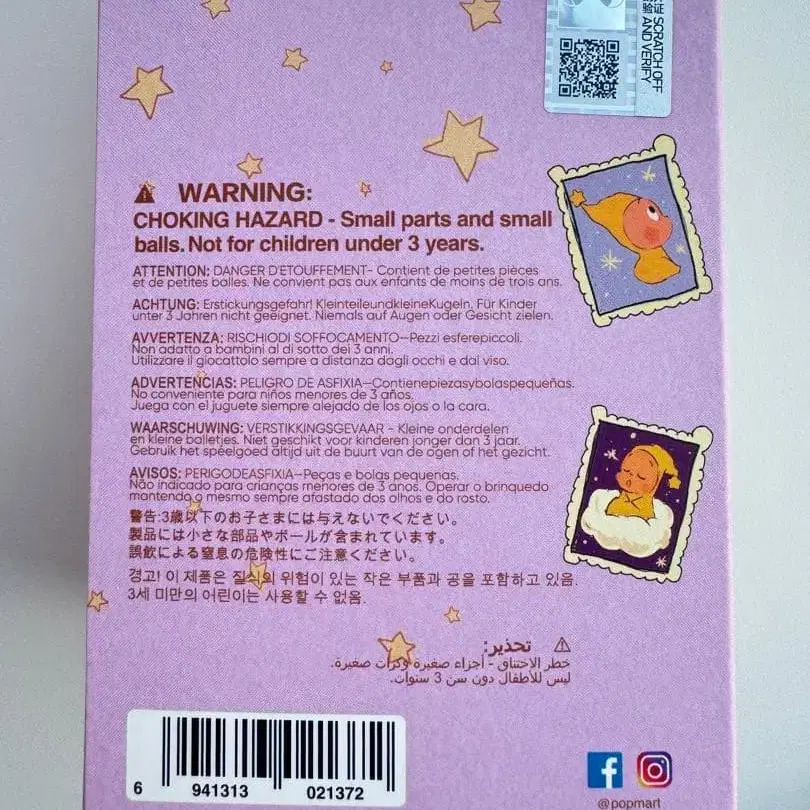 SCRATCH OFF
AND VERIFY
WARNING:
CHOKING HAZARD - Small parts and small
balls. Not for children under 3 years.
ATTENTION: DANGER D'ETOUFFEMENT- Contient de petites pièces
et de petites balles. Ne convient pas aux enfants de moins de trois ans.
ACHTUNG: Erstickungsgefahr! KleinteileundkleineKugeln, Für Kinder
unter 3 Jahren nicht geeignet. Niemals auf Augen oder Gesicht zielen.
AVVERTENZA: RISCHIODI SOFFOCAMENTO—Pezzi esferepiccoli.
Non adatto a bambini al di sotto dei 3 anni.
Utilizzare il giocattolo sempre a distanza dagli occhi e dal viso.
ADVERTENCIAS: PELIGRO DE ASFIXIA—Contienepiezasybolaspequeñas.
No conveniente para niños menores de 3 años.
Juega con el juguete siempre alejado de los ojos o la cara.
WAARSCHUWING: VERSTIKKINGSGEVAAR - Kleine onderdelen
en kleine balletjes. Niet geschikt voor kinderen jonger dan 3 jaar.
Gebruik het speelgoed altijd uit de buurt van de ogen of het gezicht.
AVISOS: PERIGODEASFIXIA—Peças e bolas pequenas.
Não indicado para crianças menores de 3 anos. Operar o brinquedo
mantendo o mesmo sempre afastado dos olhos e do rosto.
警告:3歳以下のお子さまには与えないでください。
製品には小さな部品やボールが含まれています。
誤飲による窒息の危険性にご注意ください。
경고! 이 제품은 질식의 위험이 있는 작은 부품과 공을 포함하고 있음.
3세 미만의 어린이는 사용할 수 없음.
تحذير:
خطر الاختناق - أجزاء صغيرة وكرات صغيرة.
ليس للأطفال دون سن 3 سنوات.
6 941313 021372
@popmart